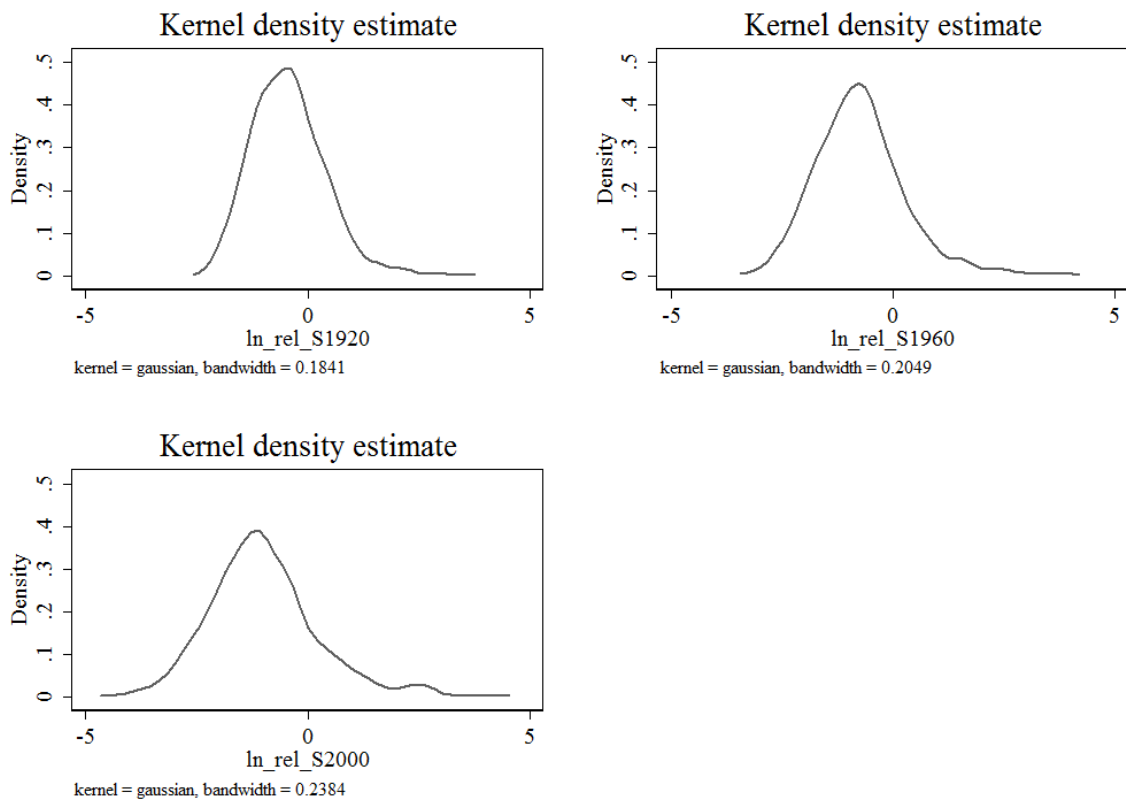 Kernel density estimate
.5
.4
.3
.2
.1
0
Density
-5 0 5
ln_rel_S1920
kernel = gaussian, bandwidth = 0.1841
Kernel density estimate
.5
.4
.3
.2
.1
0
Density
-5 0 5
ln_rel_S1960
kernel = gaussian, bandwidth = 0.2049
Kernel density estimate
.5
.4
.3
.2
.1
0
Density
-5 0 5
ln_rel_S2000
kernel = gaussian, bandwidth = 0.2384